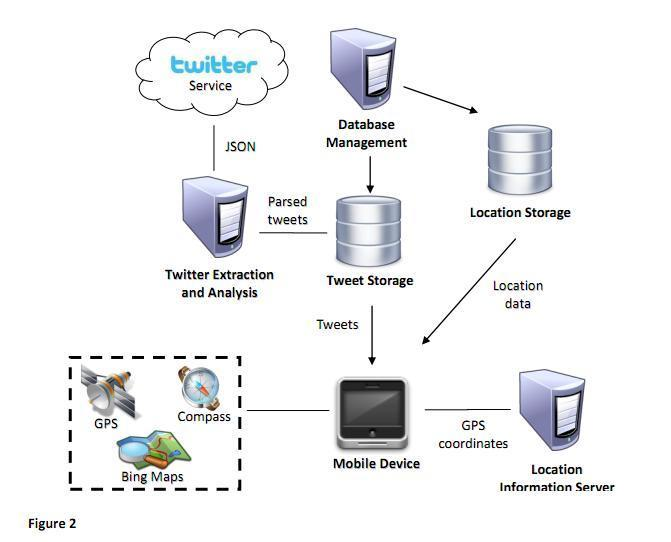 twitter
Service
Database
Management
JSON
Parsed
tweets
Location Storage
Twitter Extraction
and Analysis
Tweet Storage
Location
data
Tweets
GPS
Compass
Bing Maps
GPS
coordinates
Mobile Device
Location
Information Server
Figure 2